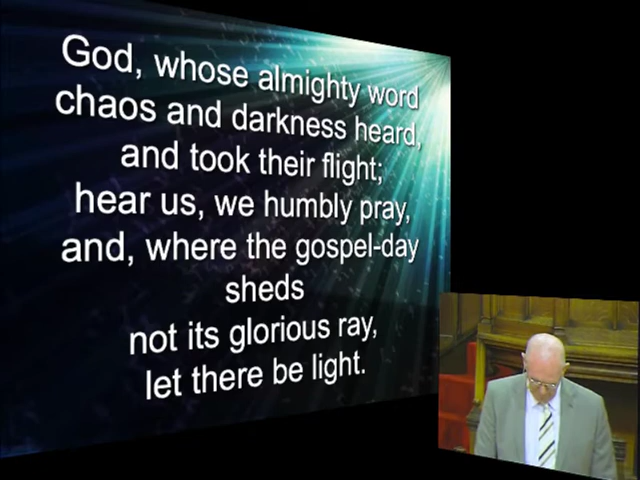 God, whose almighty word
chaos and darkness heard,
and took their flight;
hear us, we humbly pray,
and, where the gospel-day
sheds
not its glorious ray,
let there be light.